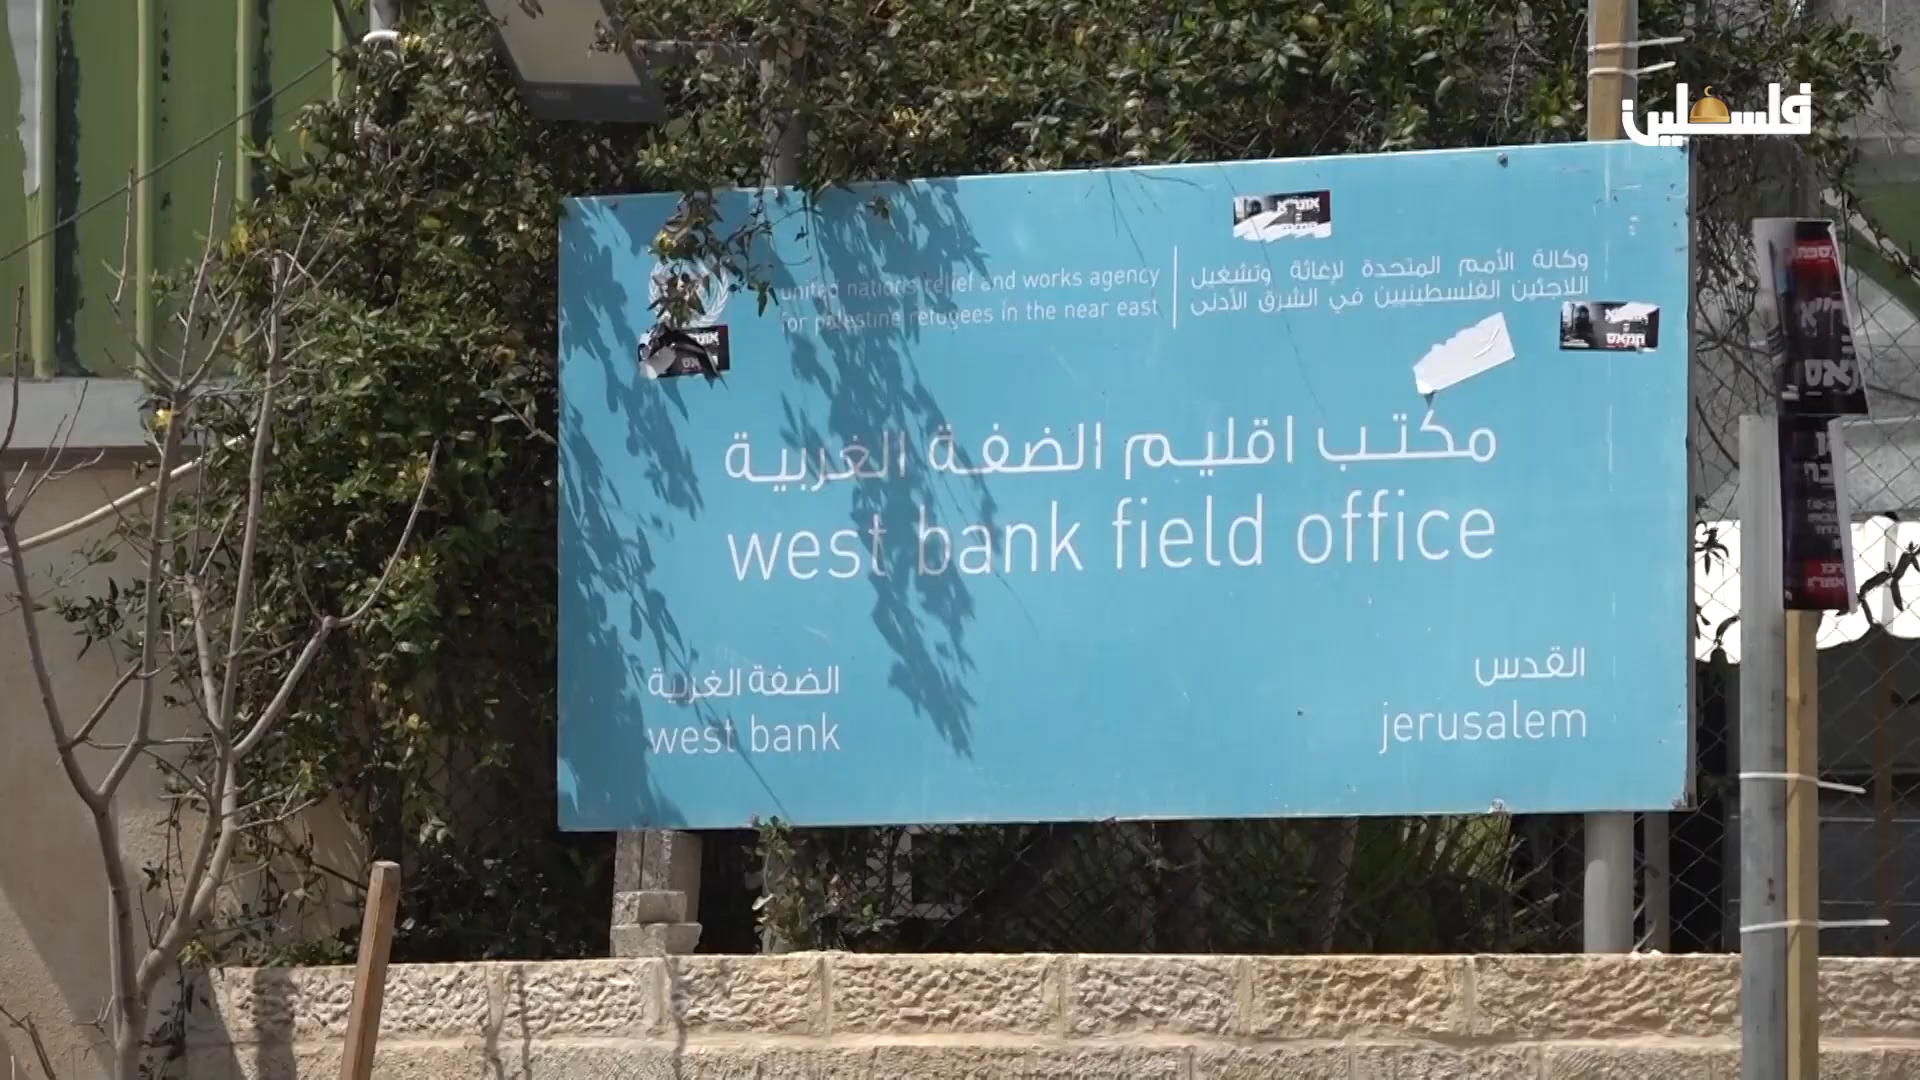 فلسطين
united nations relief and works agency
for palestine refugees in the near east
وكالة الأمم المتحدة لإغاثة وتشغيل
اللاجئين الفلسطينيين في الشرق الأدنى
אונר״א
חמאס
مكتب اقليم الضفة الغربية
west bank field office
الضفة الغربية
west bank
القدس
jerusalem